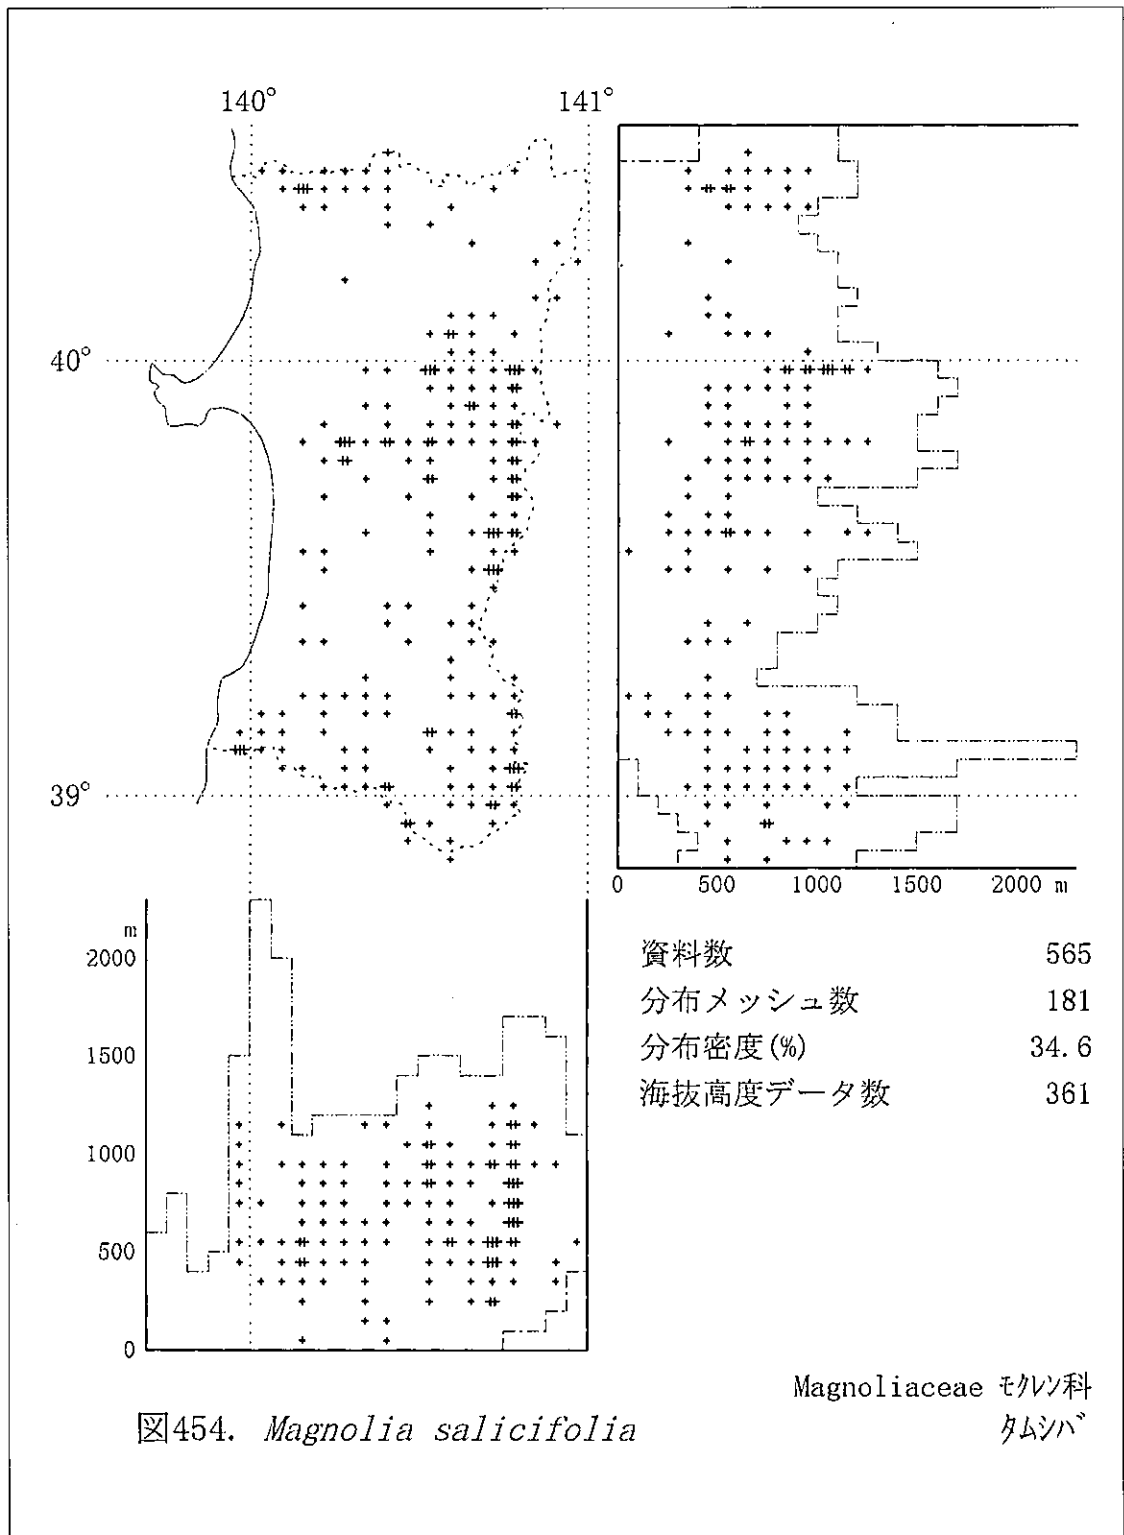 140° 141°
40°
39°
0 500 1000 1500 2000 m
m
2000
1500
1000
500
0
資料数 565
分布メッシュ数 181
分布密度(%) 34.6
海抜高度データ数 361
Magnoliaceae モクレン科
タムシバ
図454. Magnolia salicifolia